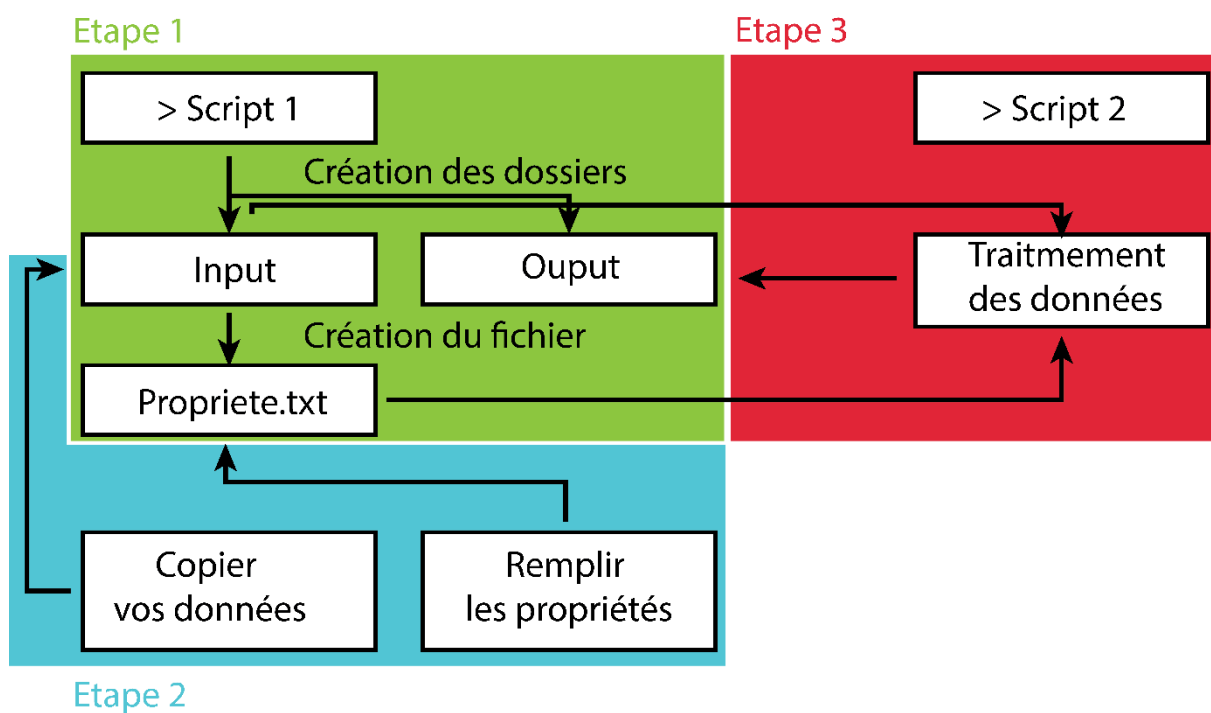 Etape 1
Etape 3
> Script 1
> Script 2
Création des dossiers
Input
Ouput
Traitmement
des données
Création du fichier
Propriete.txt
Copier
vos données
Remplir
les propriétés
Etape 2